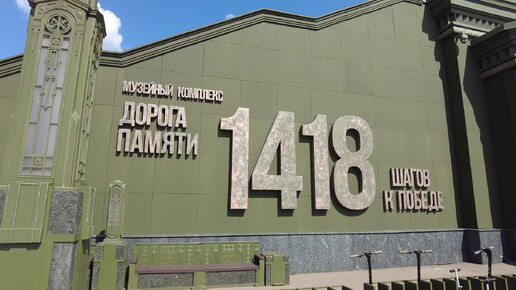 МУЗЕЙНЫЙ КОМПЛЕКС
ДОРОГА
ПАМЯТИ
1418
ШАГОВ
К ПОБЕДЕ